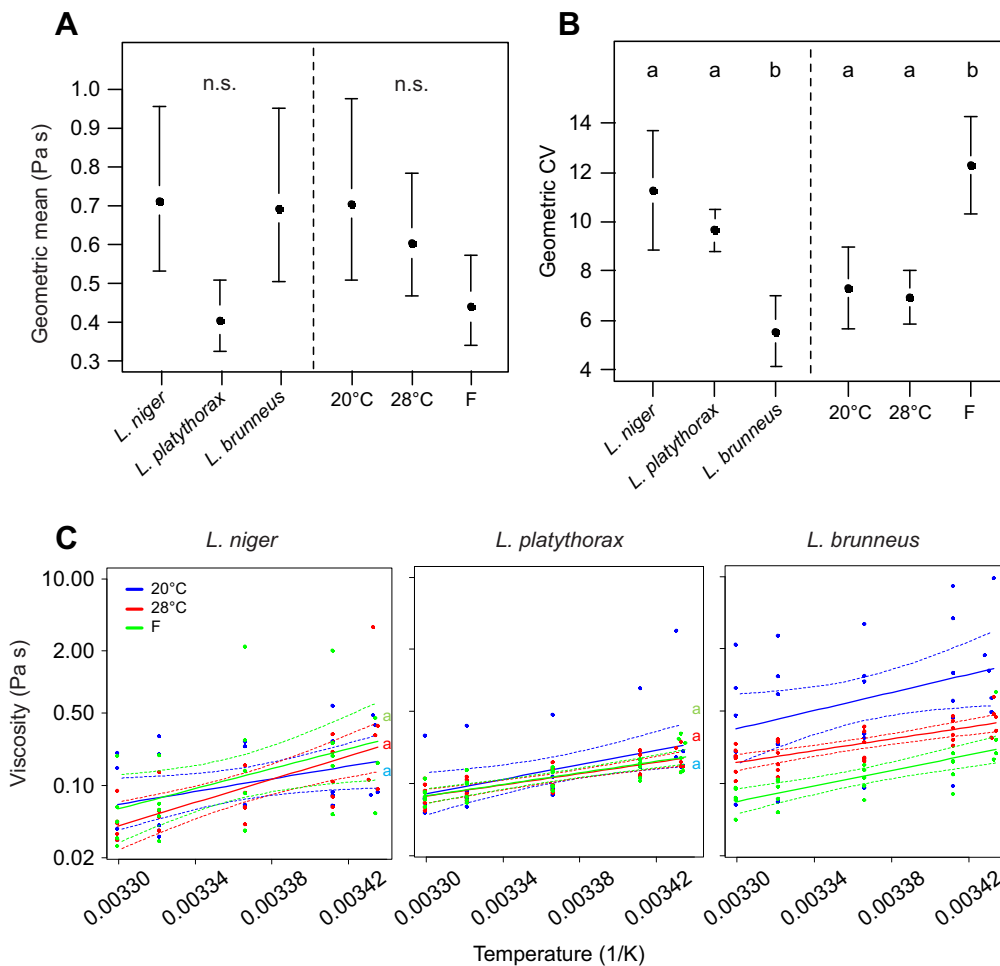 A
n.s.
n.s.
Geometric mean (Pa s)
1.0
0.9
0.8
0.7
0.6
0.5
0.4
0.3
L. niger
L. platythorax
L. brunneus
20°C
28°C
F
B
a a b a a b
Geometric CV
14
12
10
8
6
4
L. niger
L. platythorax
L. brunneus
20°C
28°C
F
C
L. niger
L. platythorax
L. brunneus
Viscosity (Pa s)
10.00
2.00
0.50
0.10
0.02
20°C
28°C
F
a
a
a
a
a
0.00330
0.00334
0.00338
0.00342
0.00330
0.00334
0.00338
0.00342
0.00330
0.00334
0.00338
0.00342
Temperature (1/K)